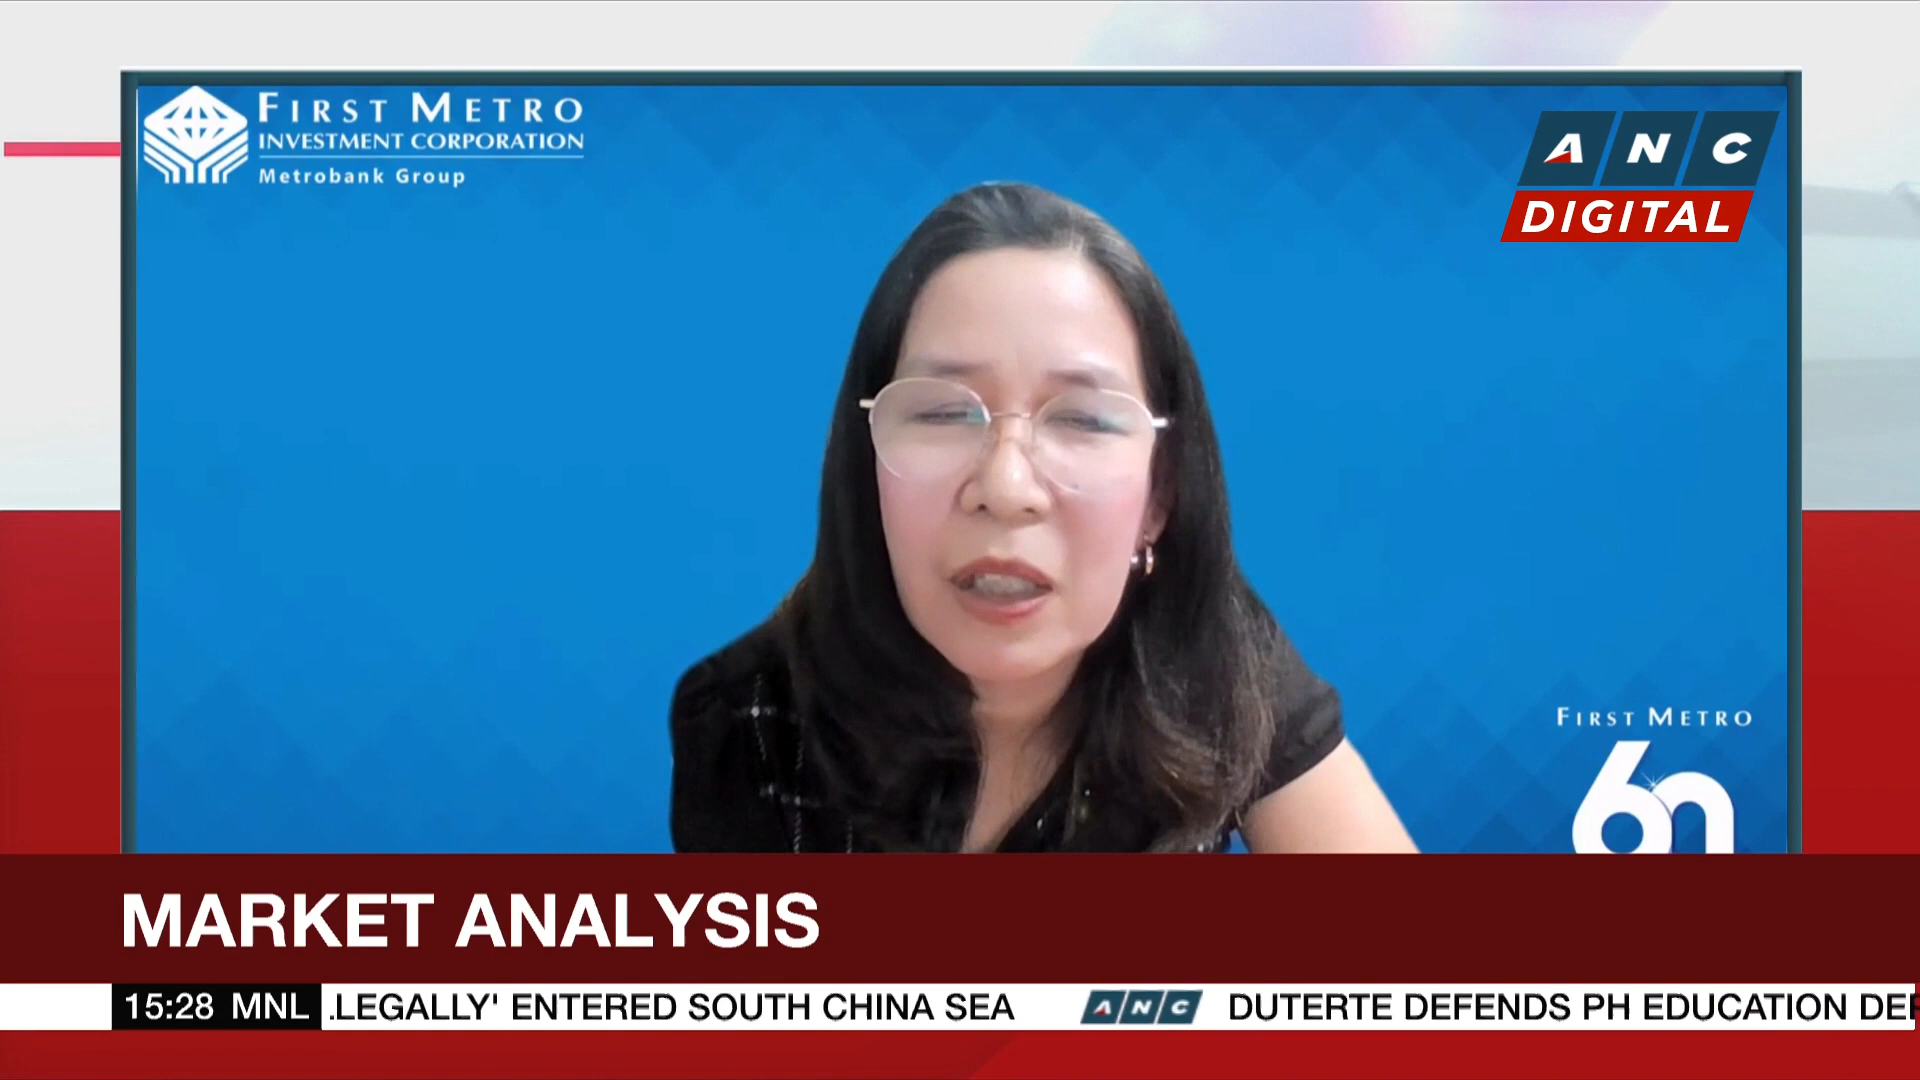 FIRST METRO
INVESTMENT CORPORATION
Metrobank Group
ANC
DIGITAL
FIRST METRO
60
MARKET ANALYSIS
15:28 MNL .LEGALLY' ENTERED SOUTH CHINA SEA ANC DUTERTE DEFENDS PH EDUCATION